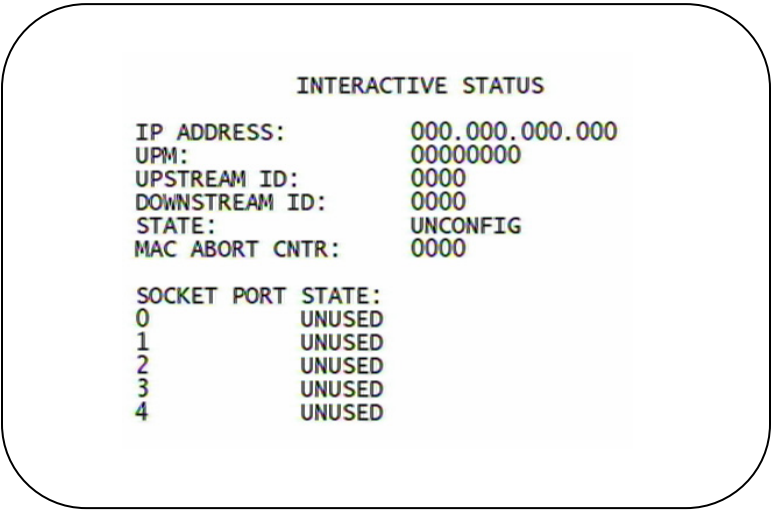 INTERACTIVE STATUS
IP ADDRESS: 000.000.000.000
UPM: 00000000
UPSTREAM ID: 0000
DOWNSTREAM ID: 0000
STATE: UNCONFIG
MAC ABORT CNTR: 0000
SOCKET PORT STATE:
0 UNUSED
1 UNUSED
2 UNUSED
3 UNUSED
4 UNUSED